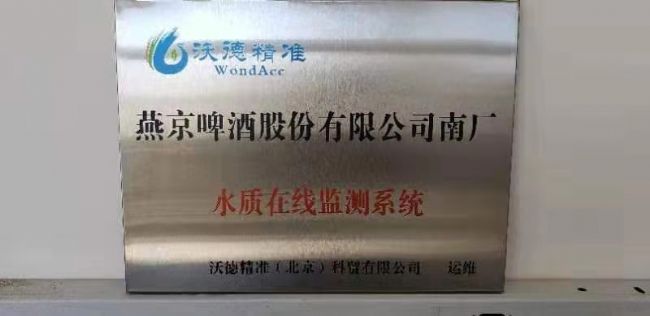 沃德精准
WondAcc
燕京啤酒股份有限公司南厂
水质在线监测系统
沃德精准（北京）科贸有限公司 运维